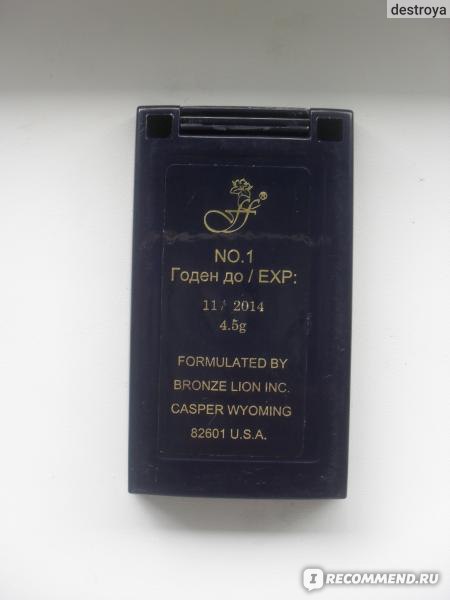 destroya
ff®
NO.1
Годен до / EXP:
11/ 2014
4.5g
FORMULATED BY
BRONZE LION INC.
CASPER WYOMING
82601 U.S.A.
I RECOMMEND.RU